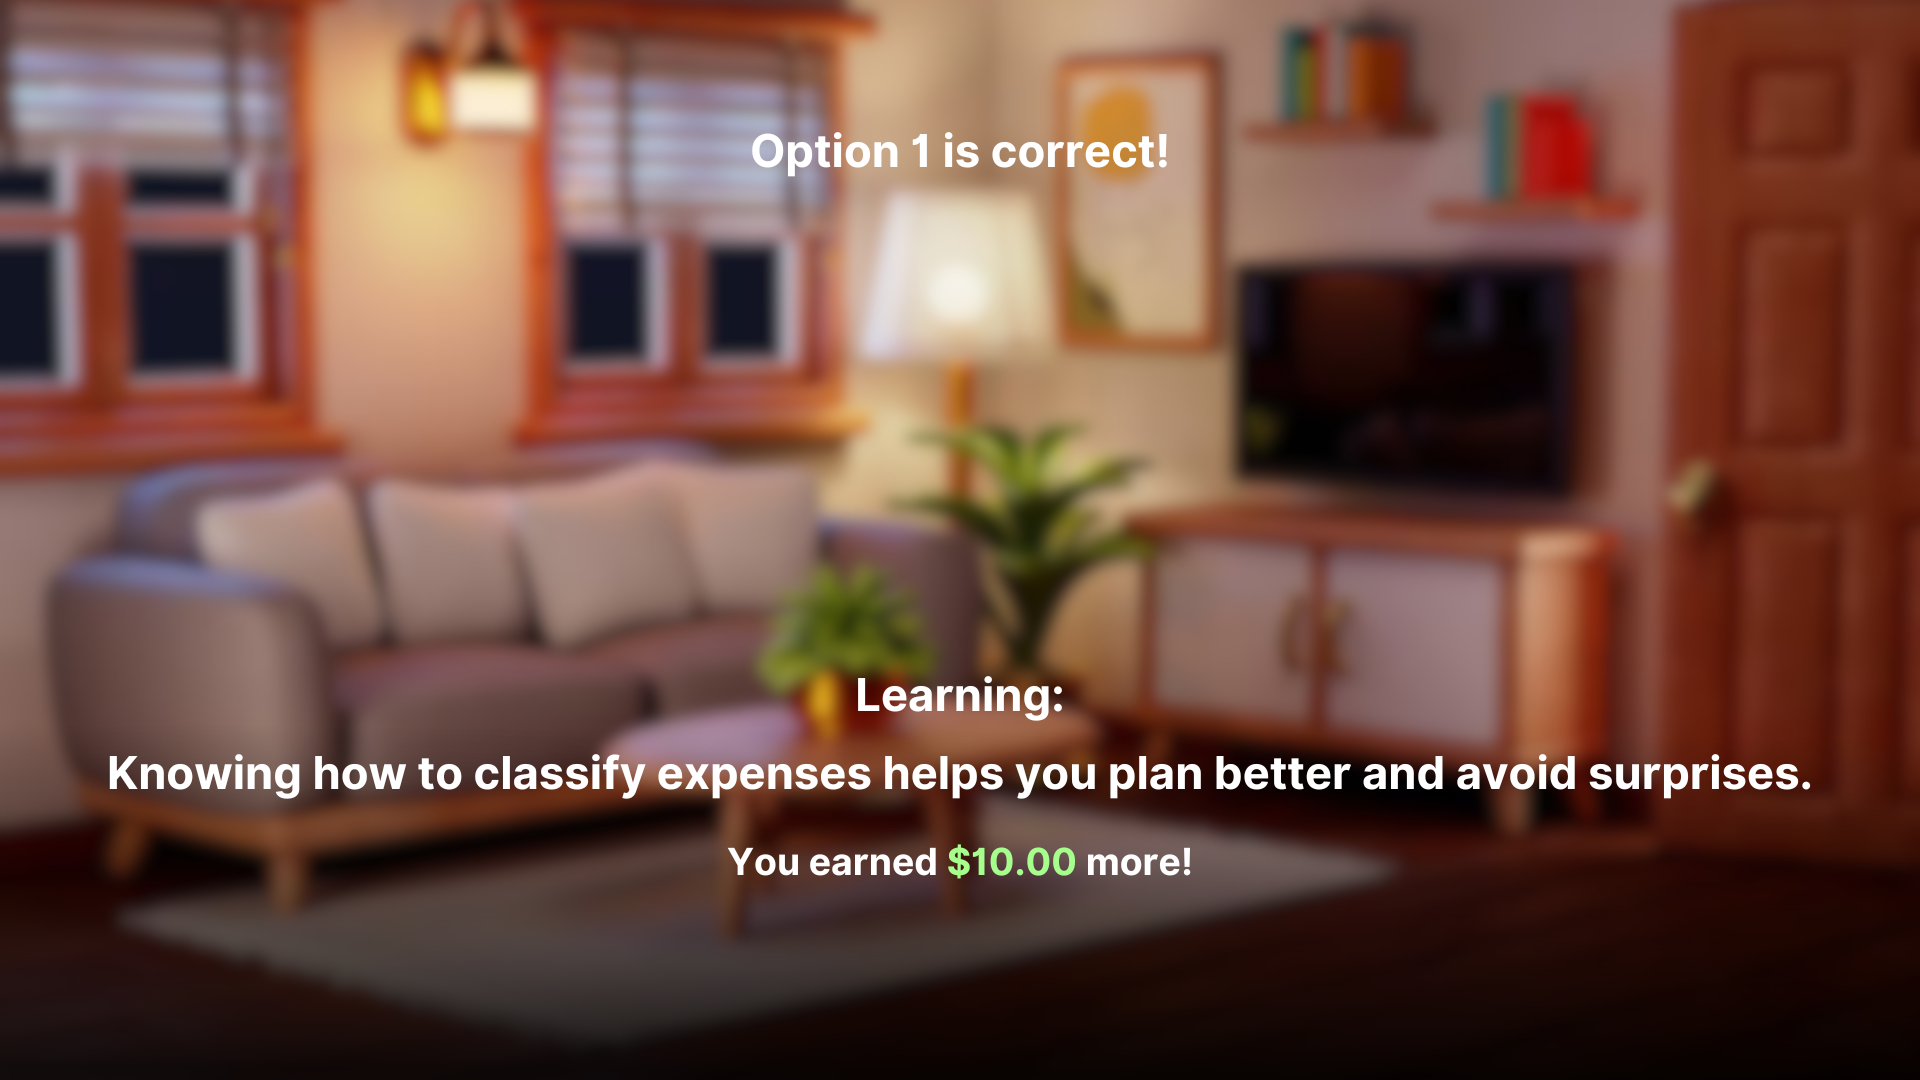 Option 1 is correct!
Learning:
Knowing how to classify expenses helps you plan better and avoid surprises.
You earned $10.00 more!